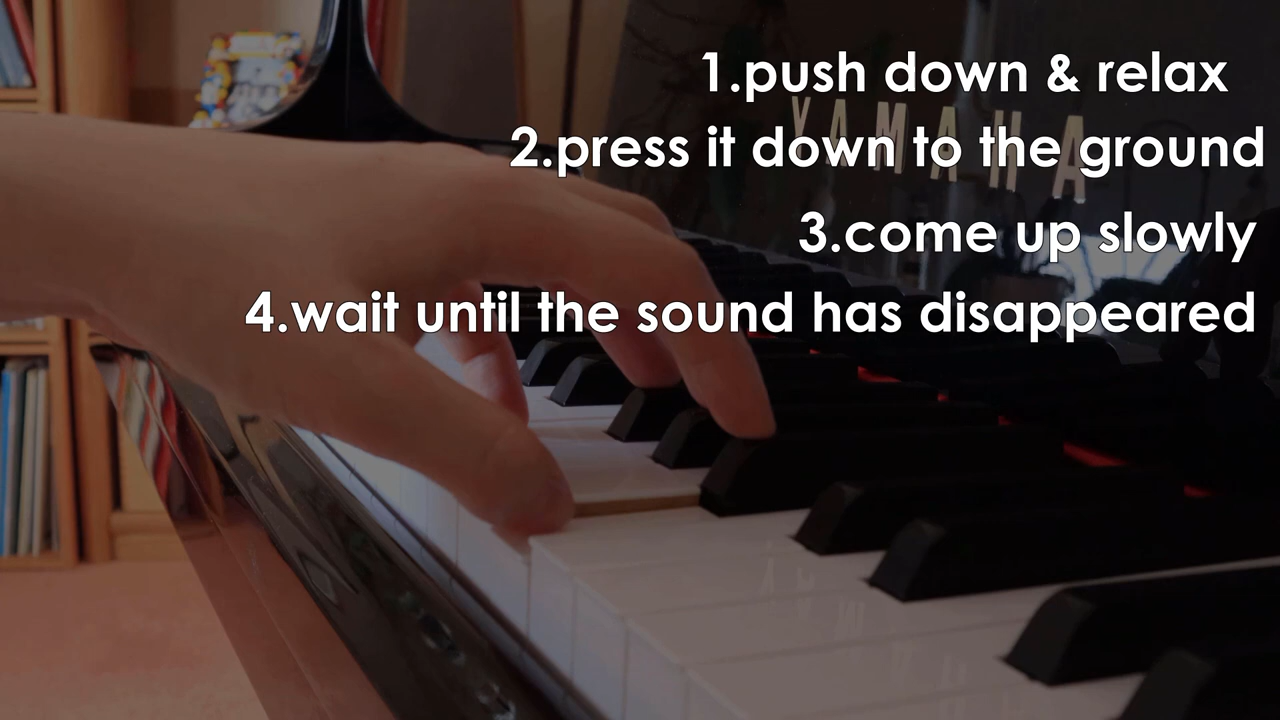 1.push down & relax
YAMAHA
2.press it down to the ground
3.come up slowly
4.wait until the sound has disappeared